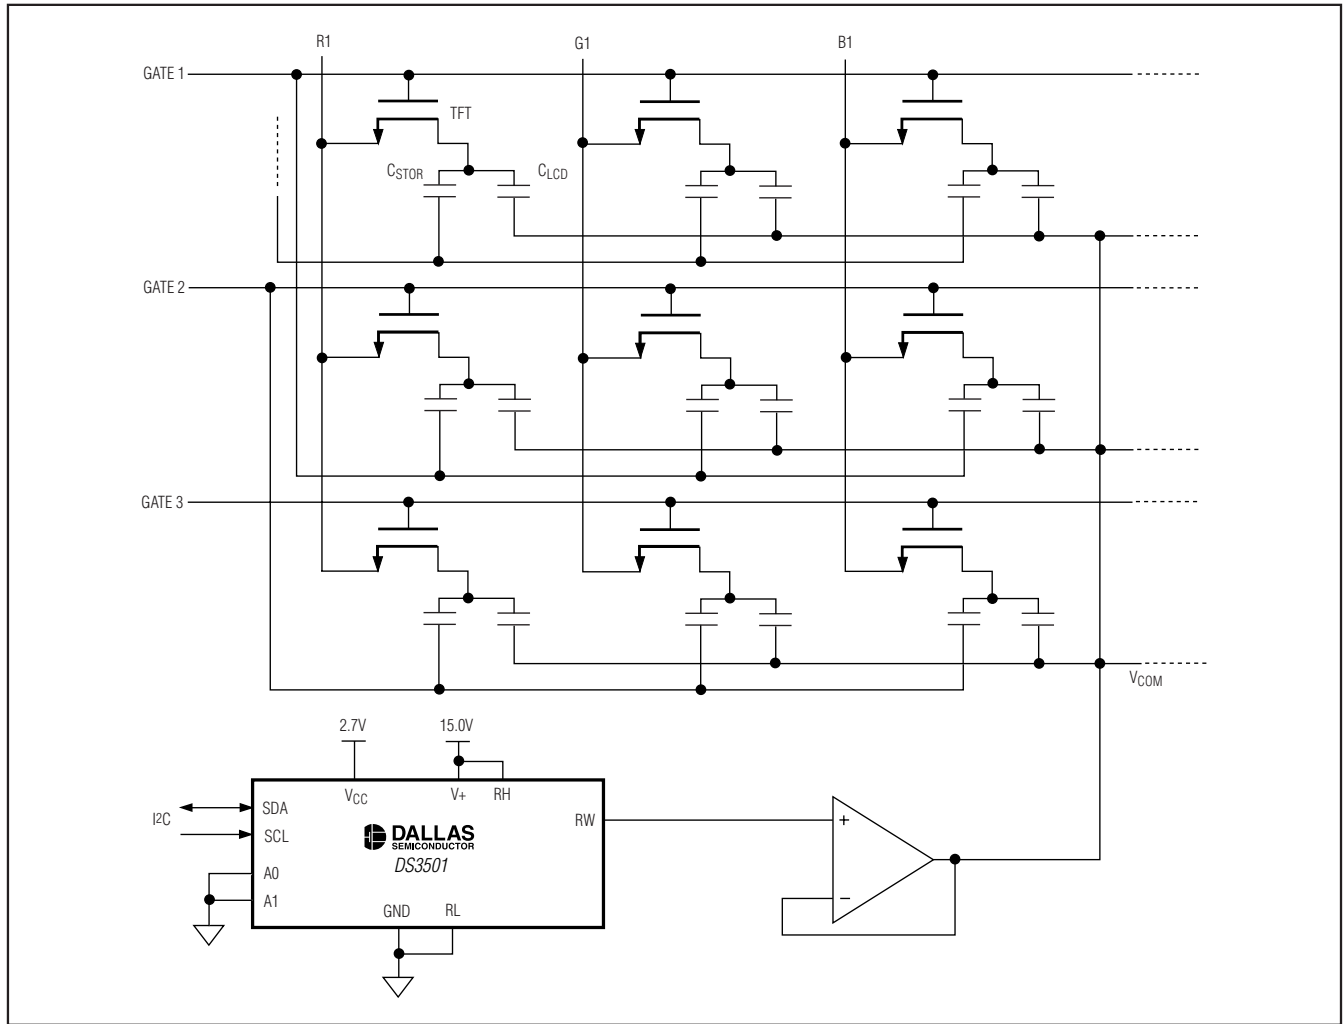 R1
G1
B1
GATE 1
TFT
CSTOR
CLCD
GATE 2
GATE 3
VCOM
2.7V
15.0V
VCC
V+
RH
I2C
SDA
SCL
RW
DALLAS
SEMICONDUCTOR
DS3501
A0
A1
GND
RL
+
−